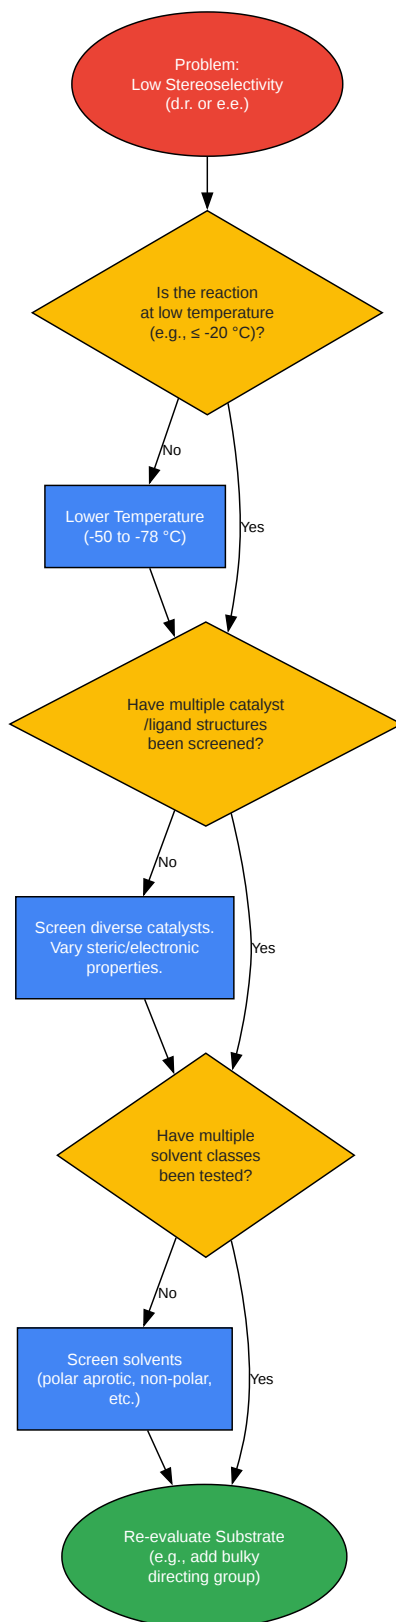 Problem:
Low Stereoselectivity
(d.r. or e.e.)
Is the reaction
at low temperature
(e.g., ≤ -20 °C)?
No
Lower Temperature
(-50 to -78 °C)
Yes
Have multiple catalyst
/ligand structures
been screened?
No
Screen diverse catalysts.
Vary steric/electronic
properties.
Yes
Have multiple
solvent classes
been tested?
No
Screen solvents
(polar aprotic, non-polar,
etc.)
Yes
Re-evaluate Substrate
(e.g., add bulky
directing group)